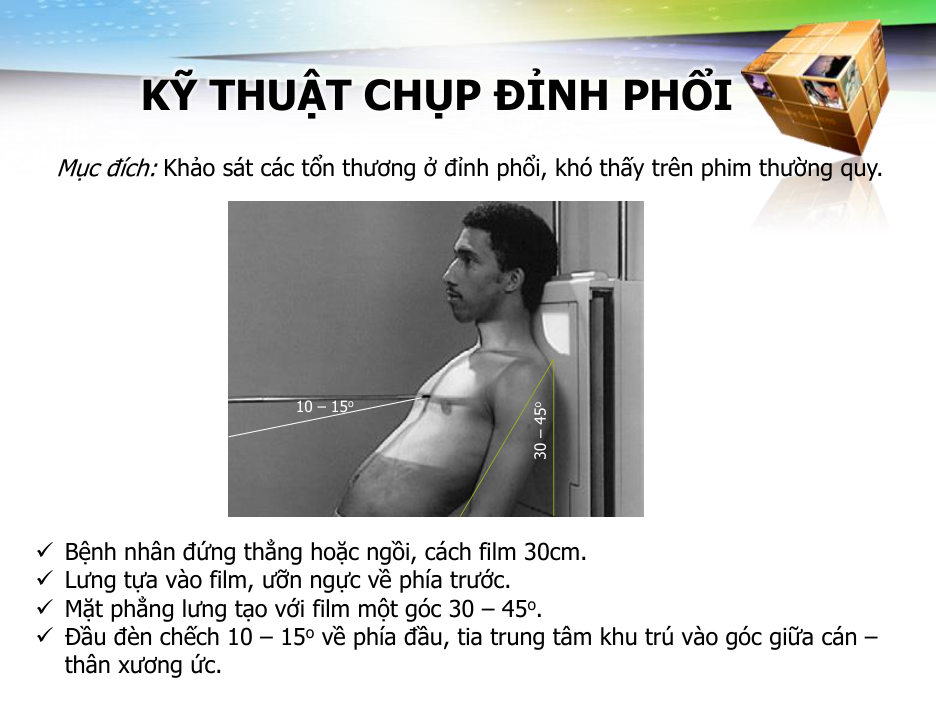 KỸ THUẬT CHỤP ĐỈNH PHỔI
Mục đích: Khảo sát các tổn thương ở đỉnh phổi, khó thấy trên phim thường quy.
10 – 15º
30 – 45º
✓ Bệnh nhân đứng thẳng hoặc ngồi, cách film 30cm.
✓ Lưng tựa vào film, ưỡn ngực về phía trước.
✓ Mặt phẳng lưng tạo với film một góc 30 – 45º.
✓ Đầu đèn chếch 10 – 15º về phía đầu, tia trung tâm khu trú vào góc giữa cán –
thân xương ức.